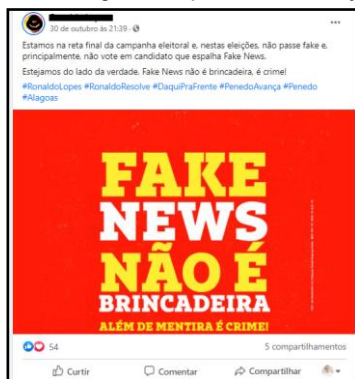 30 de outubro às 21:39
Estamos na reta final da campanha eleitoral e, nestas eleições, não passe fake e,
principalmente, não vote em candidato que espalha Fake News.
Estejamos do lado da verdade. Fake News não é brincadeira, é crime!
#RonaldoLopes #RonaldoResolve #DaquiPraFrente #PenedoAvança #Penedo
#Alagoas
FAKE
NEWS
NÃO É
BRINCADEIRA
ALÉM DE MENTIRA É CRIME!
54
5 compartilhamentos
Curtir
Comentar
Compartilhar